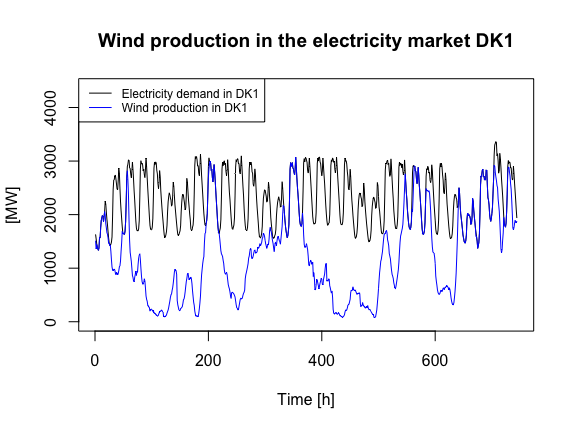 Wind production in the electricity market DK1
Electricity demand in DK1
Wind production in DK1
[MW]
4000
3000
2000
1000
0
0 200 400 600
Time [h]